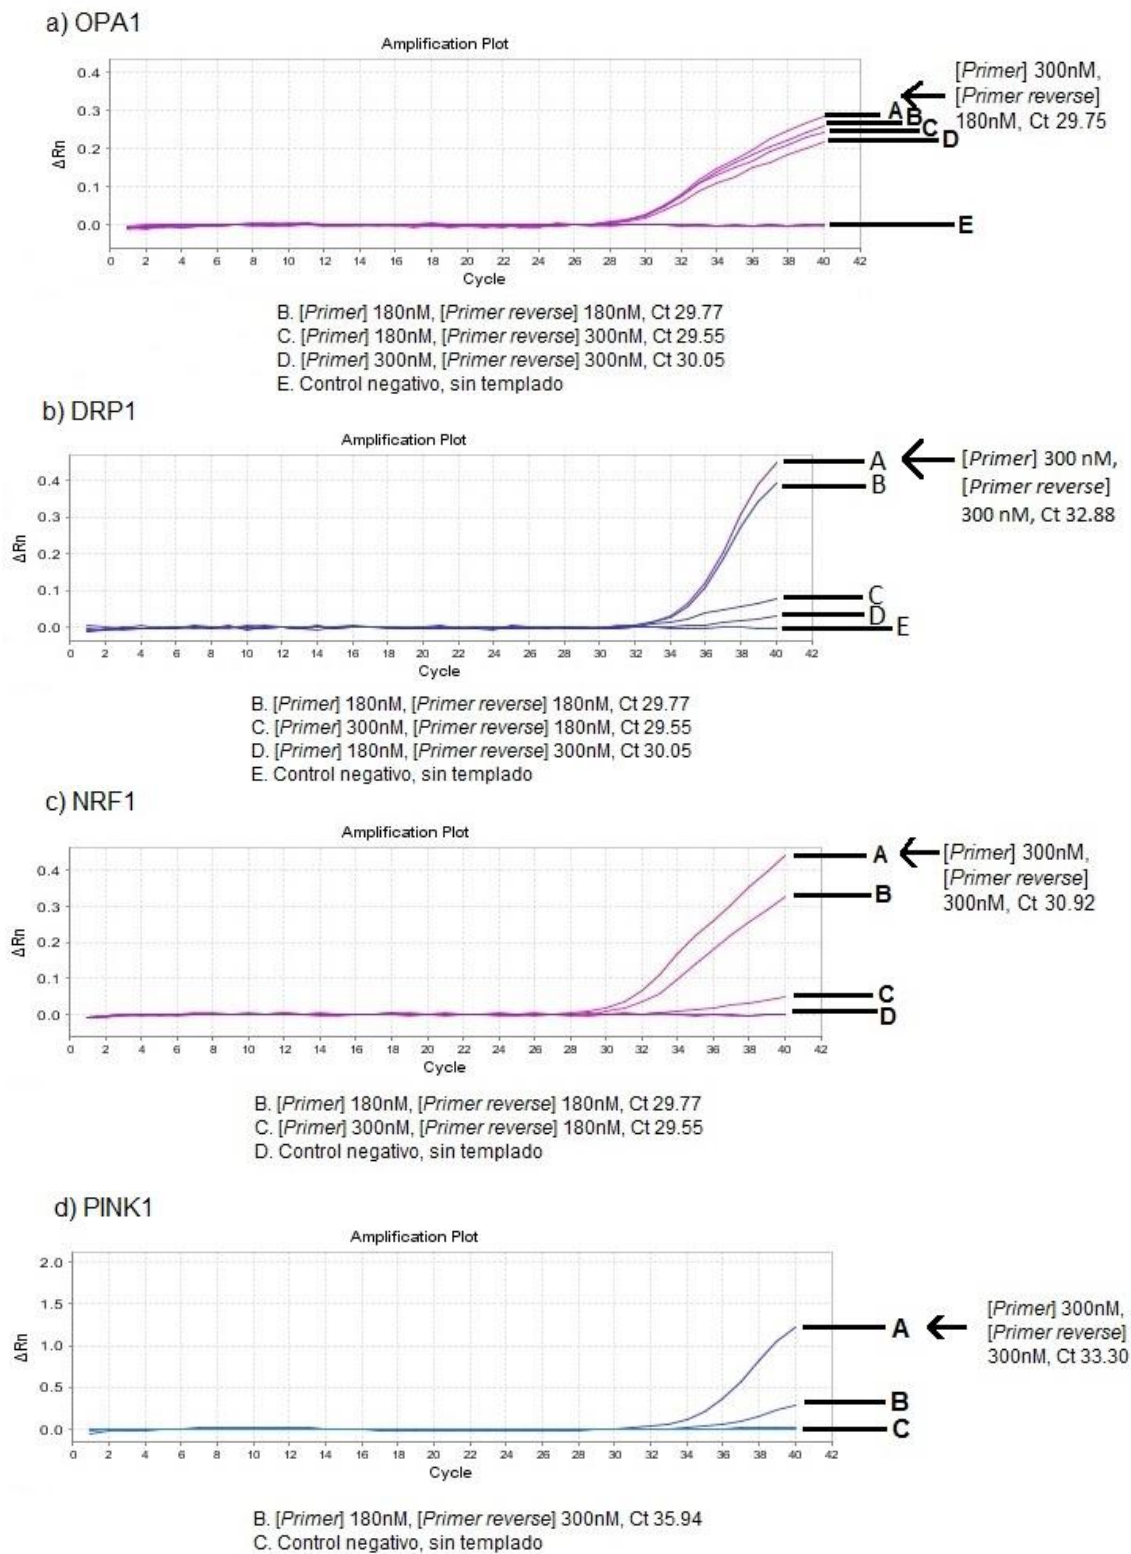 a) OPA1
Amplification Plot
0.4
0.3
0.2
0.1
0.0
ΔRn
0 2 4 6 8 10 12 14 16 18 20 22 24 26 28 30 32 34 36 38 40 42
Cycle
A
B
C
D
E
[Primer] 300nM,
[Primer reverse]
180nM, Ct 29.75
B. [Primer] 180nM, [Primer reverse] 180nM, Ct 29.77
C. [Primer] 180nM, [Primer reverse] 300nM, Ct 29.55
D. [Primer] 300nM, [Primer reverse] 300nM, Ct 30.05
E. Control negativo, sin templado
b) DRP1
Amplification Plot
0.4
0.3
0.2
0.1
0.0
ΔRn
0 2 4 6 8 10 12 14 16 18 20 22 24 26 28 30 32 34 36 38 40 42
Cycle
A
B
C
D
E
[Primer] 300 nM,
[Primer reverse]
300 nM, Ct 32.88
B. [Primer] 180nM, [Primer reverse] 180nM, Ct 29.77
C. [Primer] 300nM, [Primer reverse] 180nM, Ct 29.55
D. [Primer] 180nM, [Primer reverse] 300nM, Ct 30.05
E. Control negativo, sin templado
c) NRF1
Amplification Plot
0.4
0.3
0.2
0.1
0.0
ΔRn
0 2 4 6 8 10 12 14 16 18 20 22 24 26 28 30 32 34 36 38 40 42
Cycle
A
B
C
D
[Primer] 300nM,
[Primer reverse]
300nM, Ct 30.92
B. [Primer] 180nM, [Primer reverse] 180nM, Ct 29.77
C. [Primer] 300nM, [Primer reverse] 180nM, Ct 29.55
D. Control negativo, sin templado
d) PINK1
Amplification Plot
2.0
1.5
1.0
0.5
0.0
ΔRn
0 2 4 6 8 10 12 14 16 18 20 22 24 26 28 30 32 34 36 38 40 42
Cycle
A
B
C
[Primer] 300nM,
[Primer reverse]
300nM, Ct 33.30
B. [Primer] 180nM, [Primer reverse] 300nM, Ct 35.94
C. Control negativo, sin templado